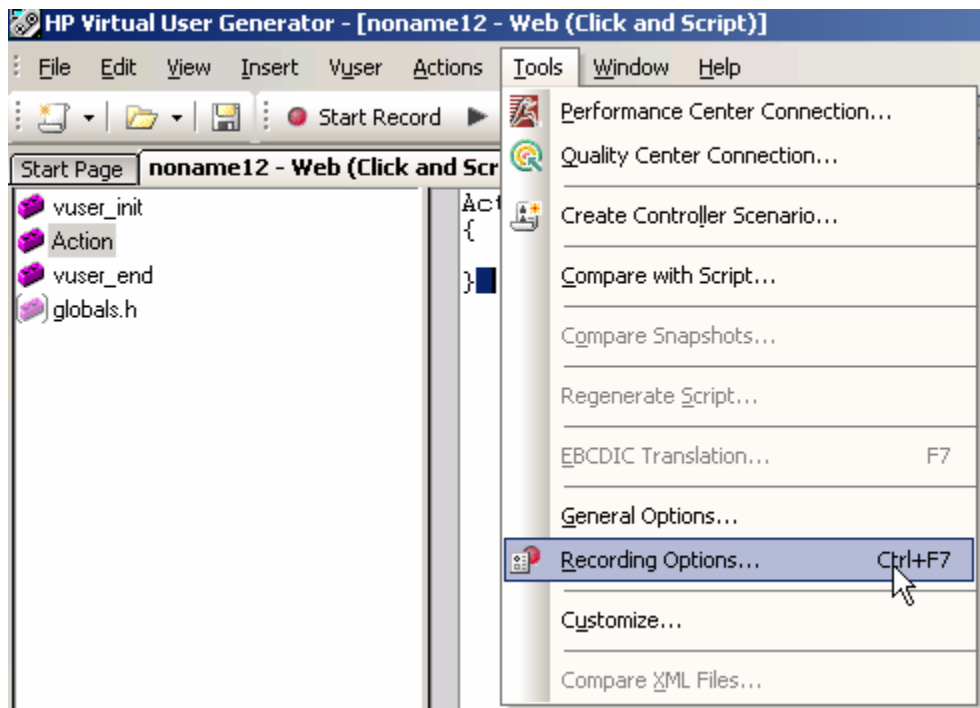 HP Virtual User Generator - [noname12 - Web (Click and Script)]
File Edit View Insert Vuser Actions Tools Window Help
Start Record
Start Page noname12 - Web (Click and Scr
vuser_init
Action
vuser_end
globals.h
Act
{
}
Performance Center Connection...
Quality Center Connection...
Create Controller Scenario...
Compare with Script...
Compare Snapshots...
Regenerate Script...
EBCDIC Translation... F7
General Options...
Recording Options... Ctrl+F7
Customize...
Compare XML Files...